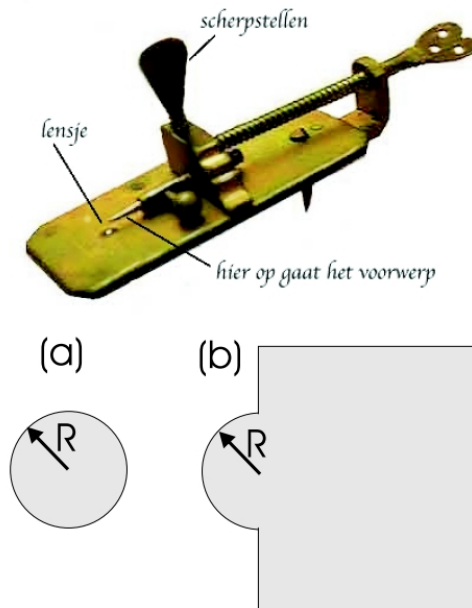 scherpstellen
lensje
hier op gaat het voorwerp
(a) (b)
R R